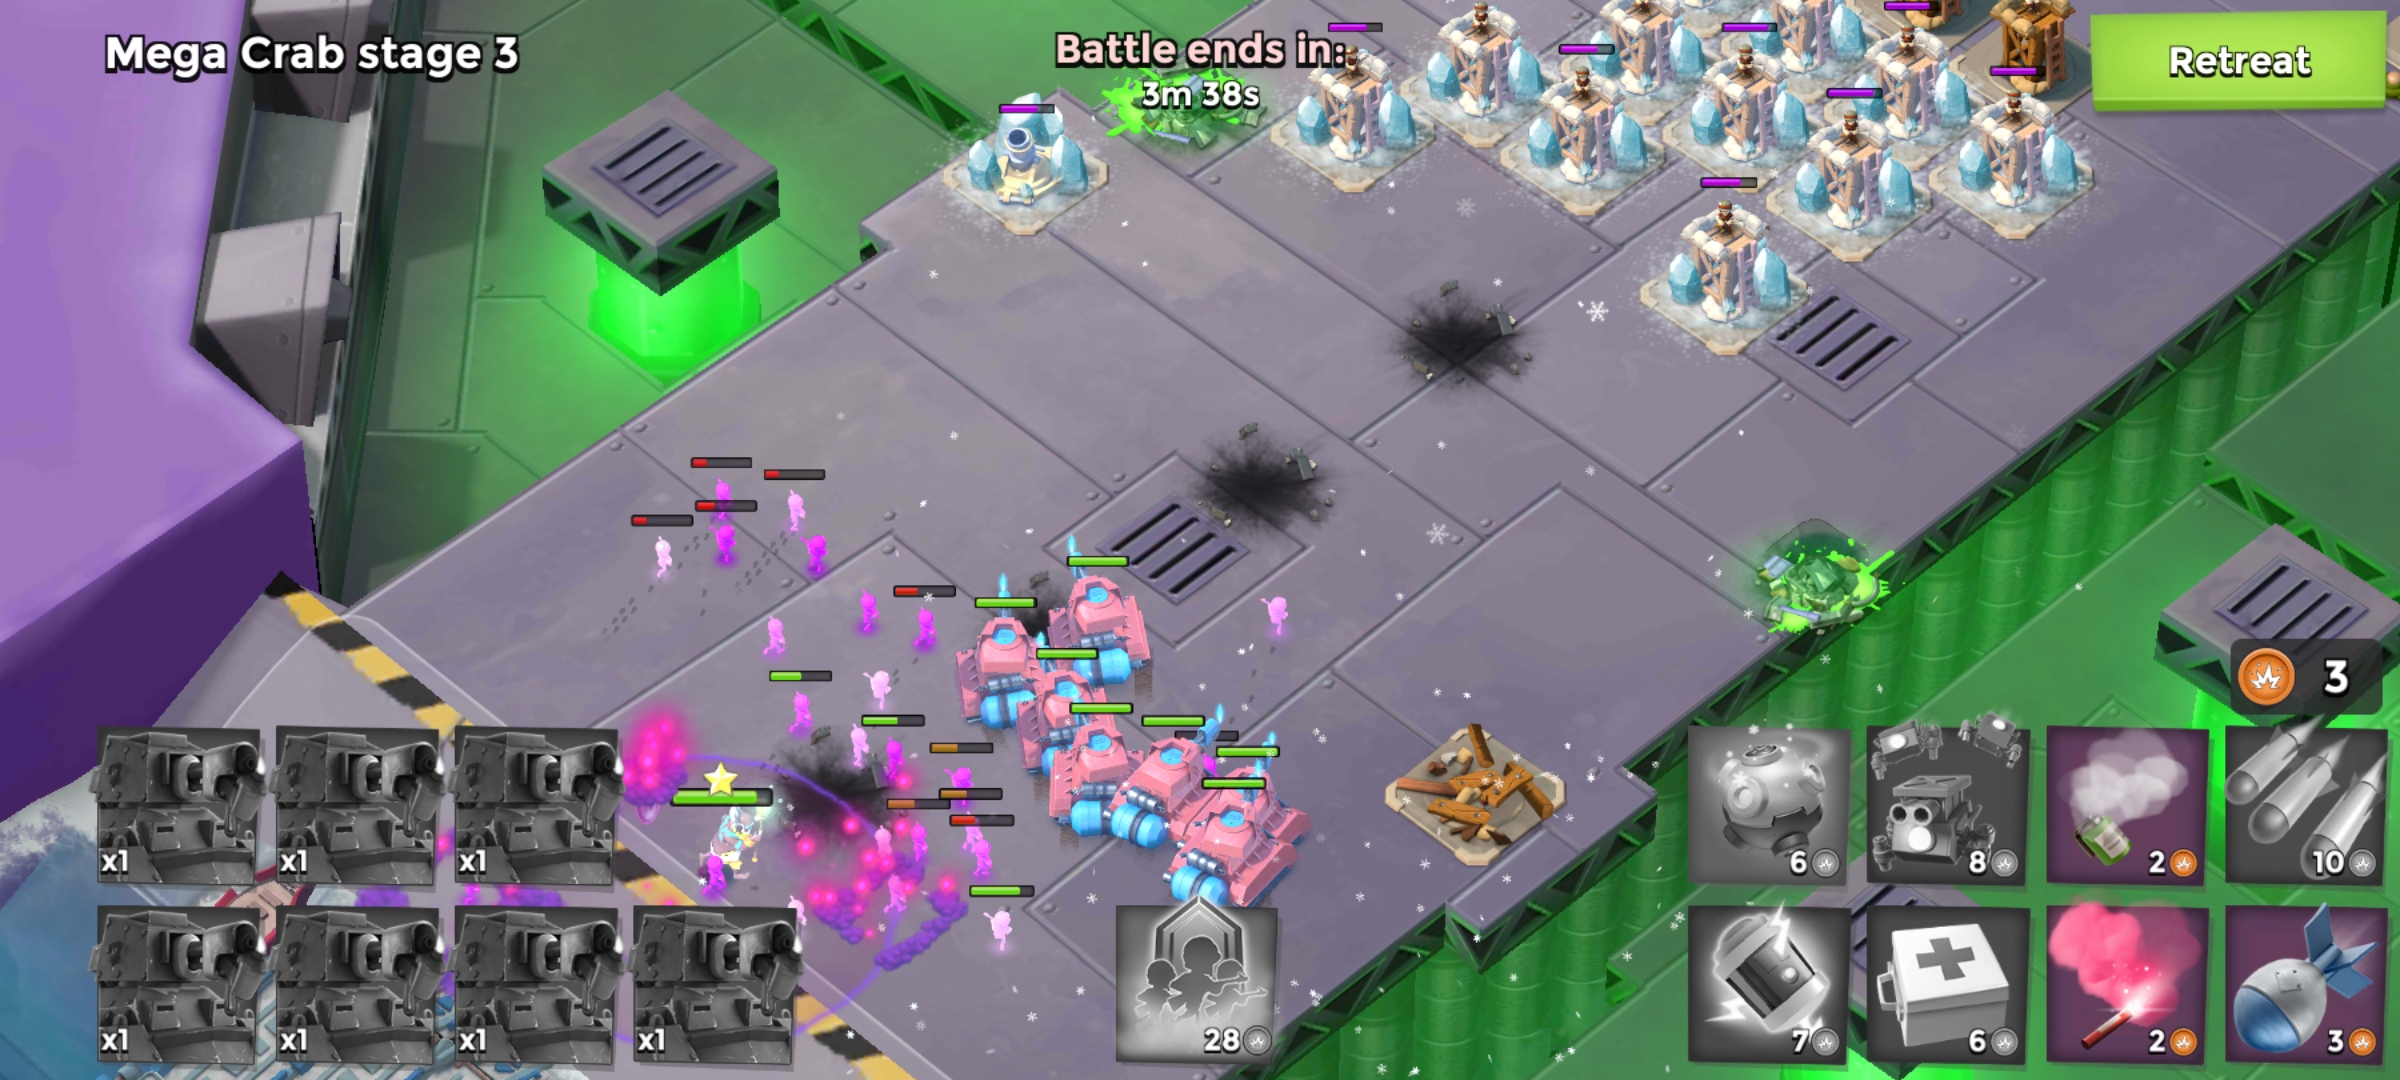 Mega Crab stage 3
Battle ends in:
3m 38s
Retreat
3
x1
x1
x1
6
8
2
10
x1
x1
x1
x1
28
7
6
2
3